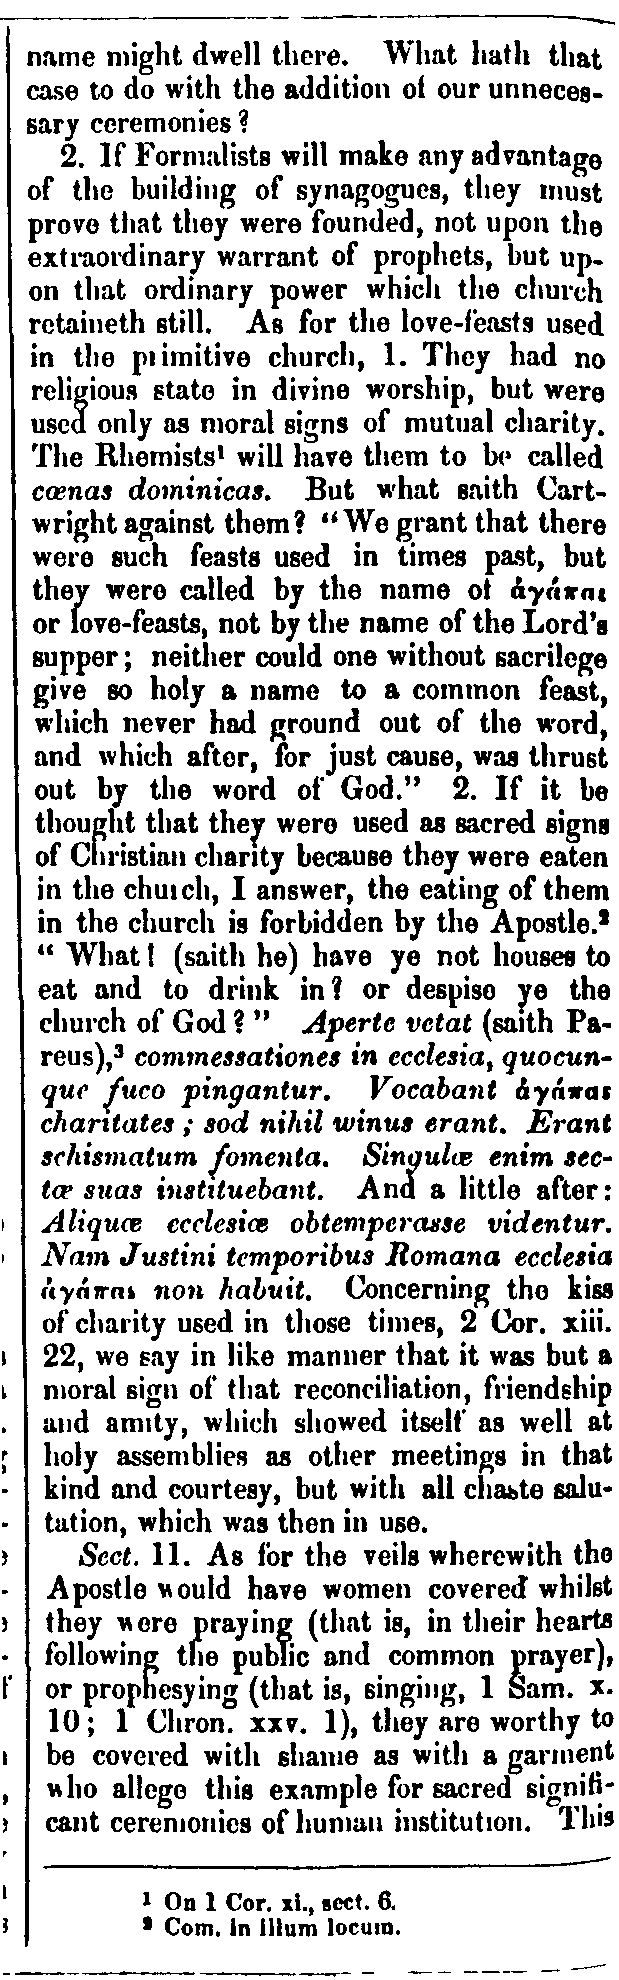 name might dwell there. What hath that
case to do with the addition of our unneces-
sary ceremonies?
2. If Formalists will make any advantage
of the building of synagogues, they must
prove that they were founded, not upon the
extraordinary warrant of prophets, but up-
on that ordinary power which the church
retaineth still. As for the love-feasts used
in the primitive church, 1. They had no
religious state in divine worship, but were
used only as moral signs of mutual charity.
The Rhemists¹ will have them to be called
cœnas dominicas. But what saith Cart-
wright against them? "We grant that there
were such feasts used in times past, but
they were called by the name of ἀγάπαι
or love-feasts, not by the name of the Lord's
supper; neither could one without sacrilege
give so holy a name to a common feast,
which never had ground out of the word,
and which after, for just cause, was thrust
out by the word of God." 2. If it be
thought that they were used as sacred signs
of Christian charity because they were eaten
in the church, I answer, the eating of them
in the church is forbidden by the Apostle.²
"What! (saith he) have ye not houses to
eat and to drink in? or despise ye the
church of God?" Aperte vetat (saith Pa-
reus),³ commessationes in ecclesia, quocun-
que fuco pingantur. Vocabant ἀγάπας
charitates; sod nihil winus erant. Erant
schismatum fomenta. Singulæ enim sec-
tæ suas instituebant. And a little after:
Aliquæ ecclesiæ obtemperasse videntur.
Nam Justini temporibus Romana ecclesia
ἀγάπαι non habuit. Concerning the kiss
of charity used in those times, 2 Cor. xiii.
22, we say in like manner that it was but a
moral sign of that reconciliation, friendship
and amity, which showed itself as well at
holy assemblies as other meetings in that
kind and courtesy, but with all chaste salu-
tation, which was then in use.
Sect. 11. As for the veils wherewith the
Apostle would have women covered whilst
they were praying (that is, in their hearts
following the public and common prayer),
or prophesying (that is, singing, 1 Sam. x.
10; 1 Chron. xxv. 1), they are worthy to
be covered with shame as with a garment
who allege this example for sacred signifi-
cant ceremonies of human institution. This
1 On 1 Cor. xi., sect. 6.
² Com. in illum locum.